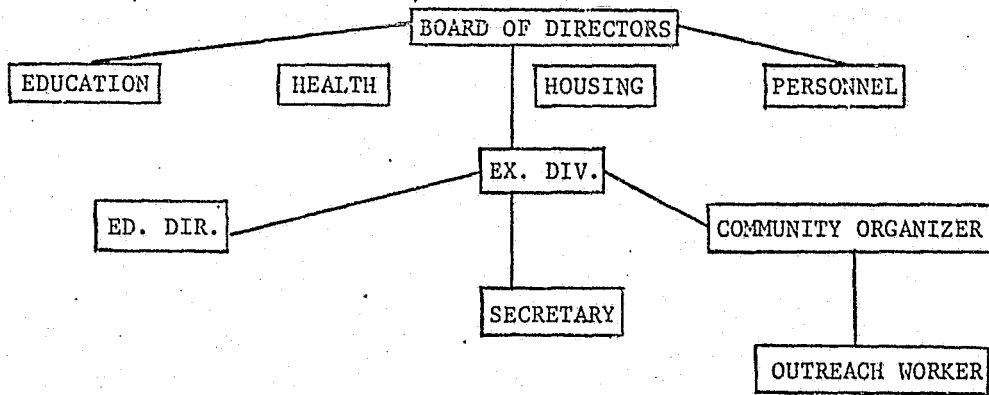 BOARD OF DIRECTORS
EDUCATION
HEALTH
HOUSING
PERSONNEL
EX. DIV.
ED. DIR.
COMMUNITY ORGANIZER
SECRETARY
OUTREACH WORKER